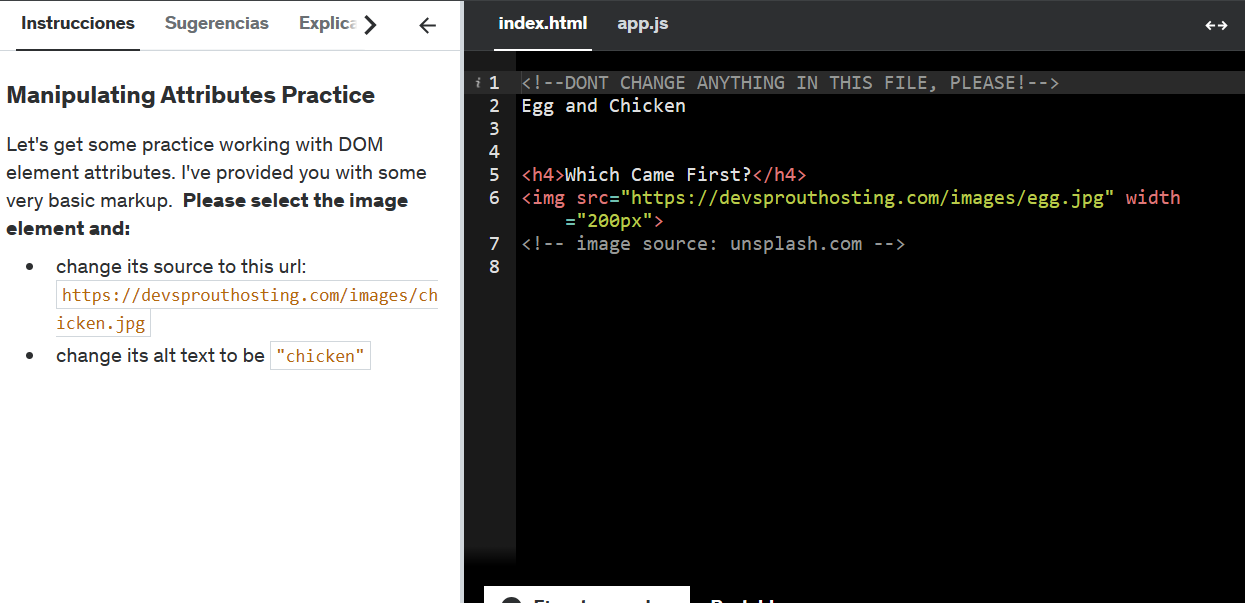 Instrucciones Sugerencias
index.html app.js
Manipulating Attributes Practice
Let's get some practice working with DOM
element attributes. I've provided you with some
very basic markup. Please select the image
element and:
change its source to this url:
https://devsprouthosting.com/images/ch
icken.jpg
change its alt text to be "chicken"
1 <!--DONT CHANGE ANYTHING IN THIS FILE, PLEASE!-->
2 Egg and Chicken
3
4
5 <h4>Which Came First?</h4>
6 <img src="https://devsprouthosting.com/images/egg.jpg" width
="200px">
7 <!-- image source: unsplash.com -->
8